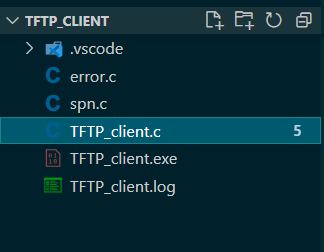 TFTP_CLIENT
.vscode
error.c
spn.c
TFTP_client.c 5
TFTP_client.exe
TFTP_client.log